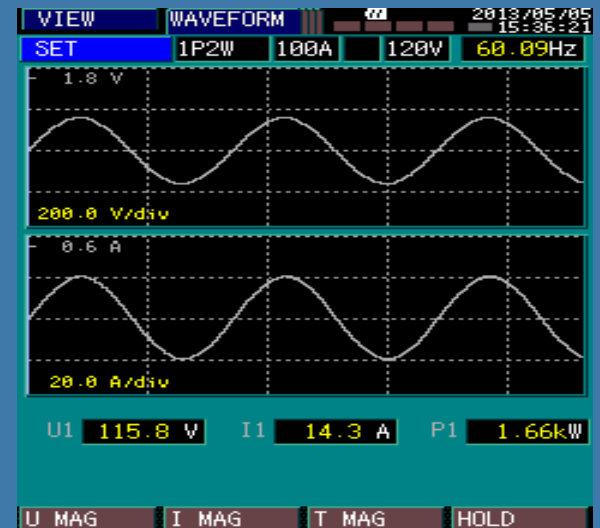 VIEW WAVEFORM 2013/05/05
15:36:21
SET 1P2W 100A 120V 60.09Hz
1.8 V
200.0 V/div
0.6 A
20.0 A/div
U1 115.8 V I1 14.3 A P1 1.66kW
U MAG I MAG T MAG HOLD